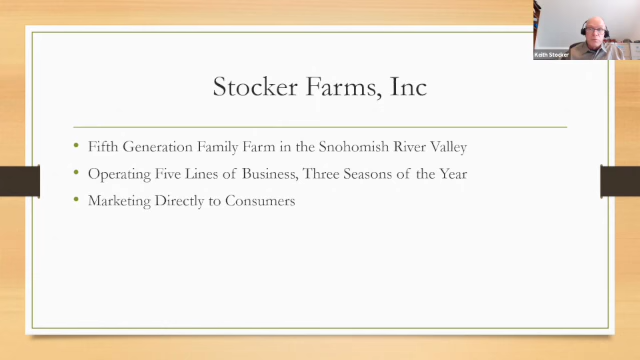 Keith Stocker
Stocker Farms, Inc
• Fifth Generation Family Farm in the Snohomish River Valley
• Operating Five Lines of Business, Three Seasons of the Year
• Marketing Directly to Consumers